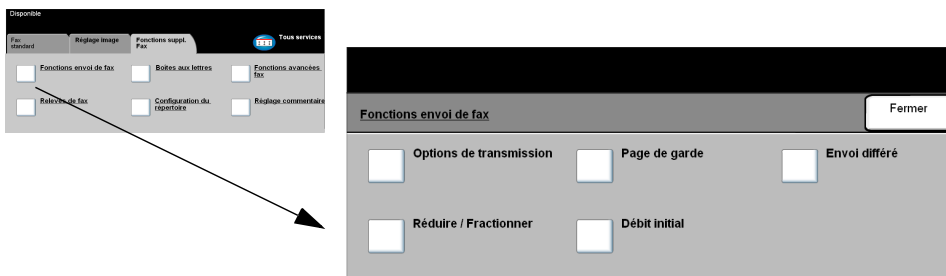 Disponible
Fax
standard
Réglage image
Fonctions suppl.
Fax
Tous services
Fonctions envoi de fax
Boîtes aux lettres
Fonctions avancées
fax
Relevés de fax
Configuration du
répertoire
Réglage commentaire
Fonctions envoi de fax
Fermer
Options de transmission
Page de garde
Envoi différé
Réduire / Fractionner
Débit initial